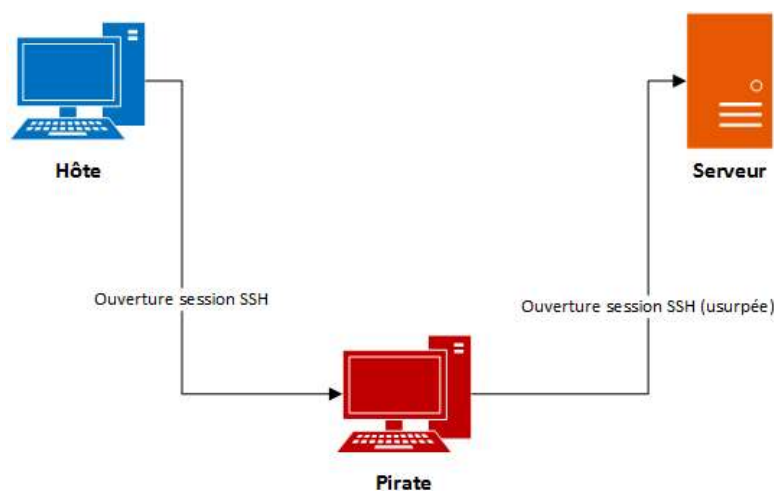 Hôte
Serveur
Ouverture session SSH
Ouverture session SSH (usurpée)
Pirate